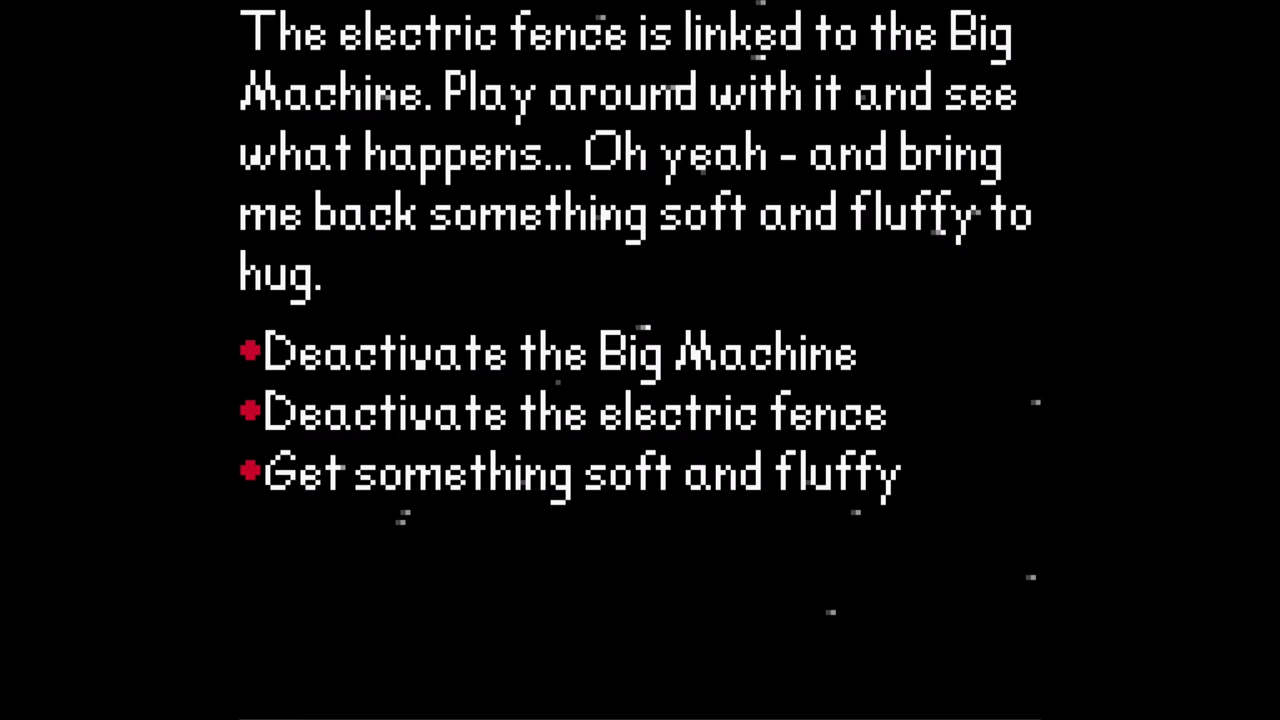 The electric fence is linked to the Big
Machine. Play around with it and see
what happens... Oh yeah - and bring
me back something soft and fluffy to
hug.
Deactivate the Big Machine
Deactivate the electric fence
Get something soft and fluffy